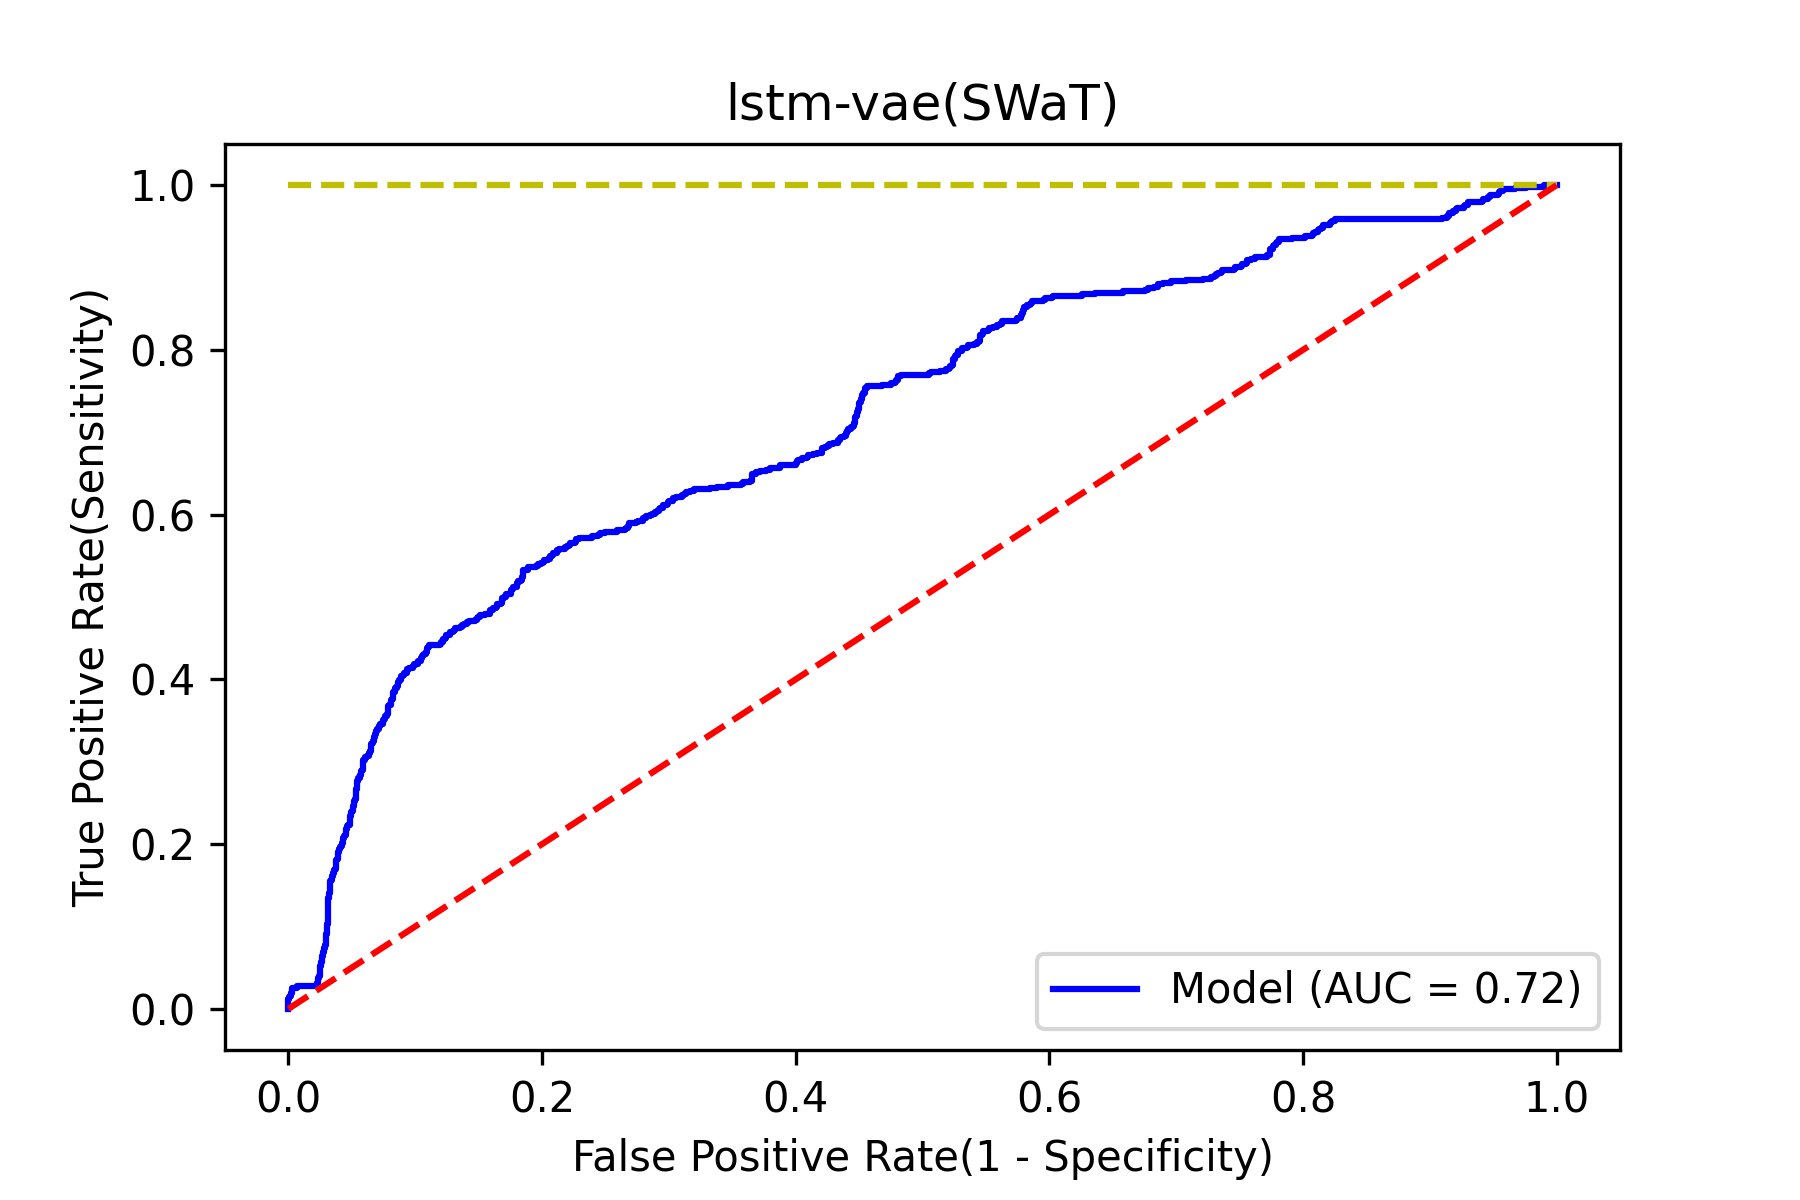 lstm-vae(SWaT)
1.0
0.8
0.6
0.4
0.2
0.0
True Positive Rate(Sensitivity)
Model (AUC = 0.72)
0.0 0.2 0.4 0.6 0.8 1.0
False Positive Rate(1 - Specificity)